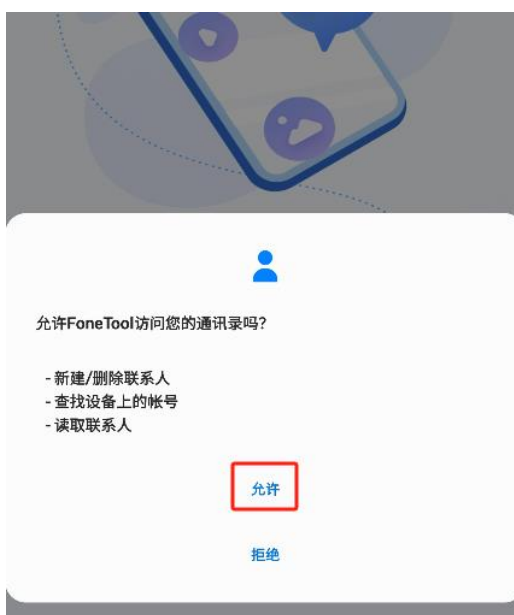 允许FoneTool访问您的通讯录吗?
- 新建/删除联系人
- 查找设备上的帐号
- 读取联系人
允许
拒绝